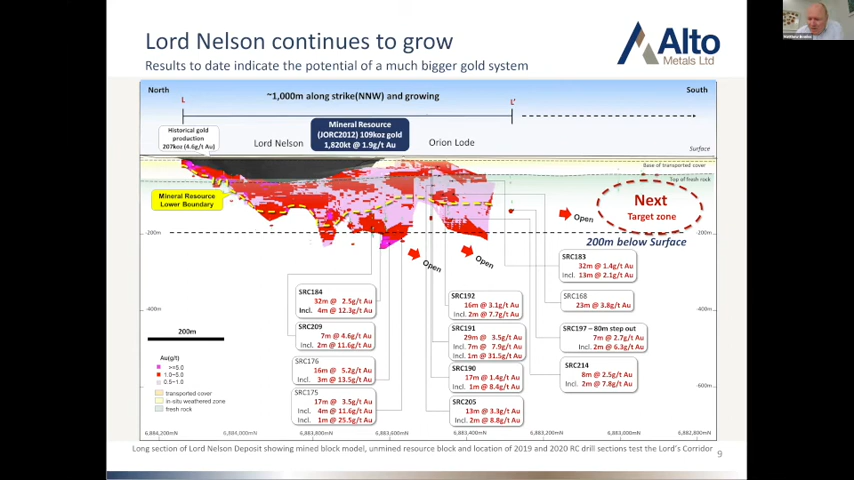 Lord Nelson continues to grow
Results to date indicate the potential of a much bigger gold system
Alto
Metals Ltd
North
South
~1,000m along strike(NNW) and growing
L
L'
Historical gold
production
207koz (4.6g/t Au)
Lord Nelson
Mineral Resource
(JORC2012) 109koz gold
1,820kt @ 1.9g/t Au
Orion Lode
Surface
Base of transported cover
Top of fresh rock
Mineral Resource
Lower Boundary
Next
Target zone
Open
-200m
-200m
200m below Surface
Open
Open
SRC183
32m @ 1.4g/t Au
Incl. 13m @ 2.1g/t Au
SRC184
32m @ 2.5g/t Au
Incl. 4m @ 12.3g/t Au
SRC192
16m @ 3.1g/t Au
Incl. 2m @ 7.7g/t Au
SRC168
23m @ 3.8g/t Au
-400m
-400m
SRC209
7m @ 4.6g/t Au
Incl. 2m @ 11.6g/t Au
SRC191
29m @ 3.5g/t Au
Incl. 7m @ 7.9g/t Au
Incl. 1m @ 31.5g/t Au
SRC197 – 80m step out
7m @ 2.7g/t Au
Incl. 2m @ 6.3g/t Au
200m
SRC176
16m @ 5.2g/t Au
Incl. 3m @ 13.5g/t Au
SRC190
17m @ 1.4g/t Au
Incl. 1m @ 8.4g/t Au
SRC214
8m @ 2.5g/t Au
Incl. 2m @ 7.8g/t Au
Au(g/t)
>=5.0
1.0-5.0
0.5-1.0
transported cover
in-situ weathered zone
fresh rock
SRC175
17m @ 3.5g/t Au
Incl. 4m @ 11.6g/t Au
Incl. 1m @ 25.5g/t Au
SRC205
13m @ 3.3g/t Au
Incl. 2m @ 8.8g/t Au
-600m
6,884,200mN
6,884,000mN
6,883,800mN
6,883,600mN
6,883,400mN
6,883,200mN
6,883,000mN
6,882,800mN
Long section of Lord Nelson Deposit showing mined block model, unmined resource block and location of 2019 and 2020 RC drill sections test the Lord's Corridor
9